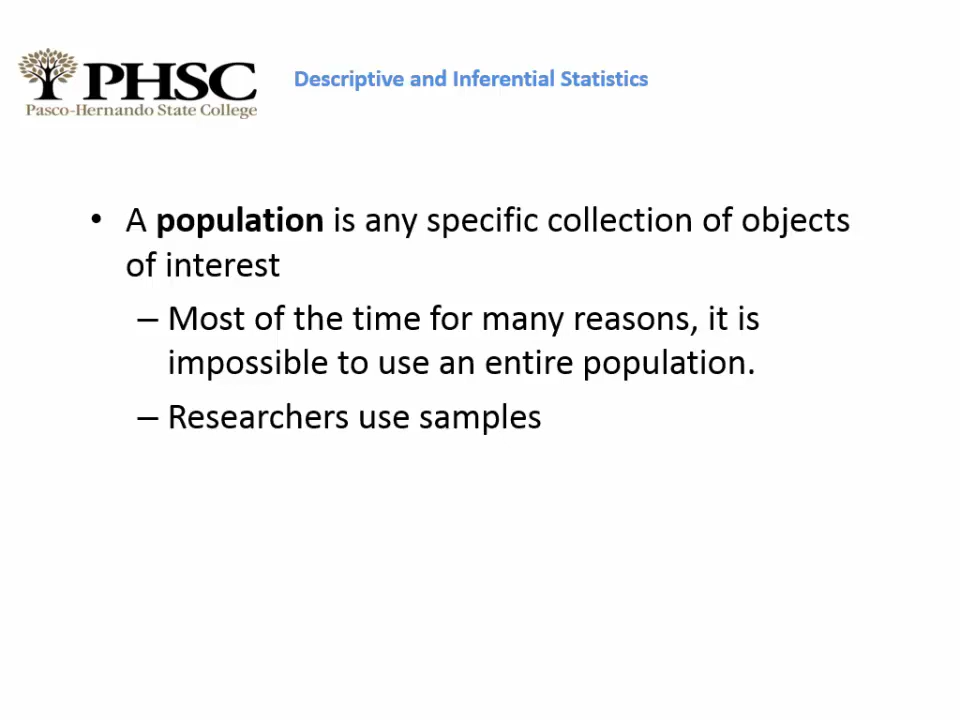 PHSC
Pasco-Hernando State College
Descriptive and Inferential Statistics
• A population is any specific collection of objects
of interest
– Most of the time for many reasons, it is
impossible to use an entire population.
– Researchers use samples